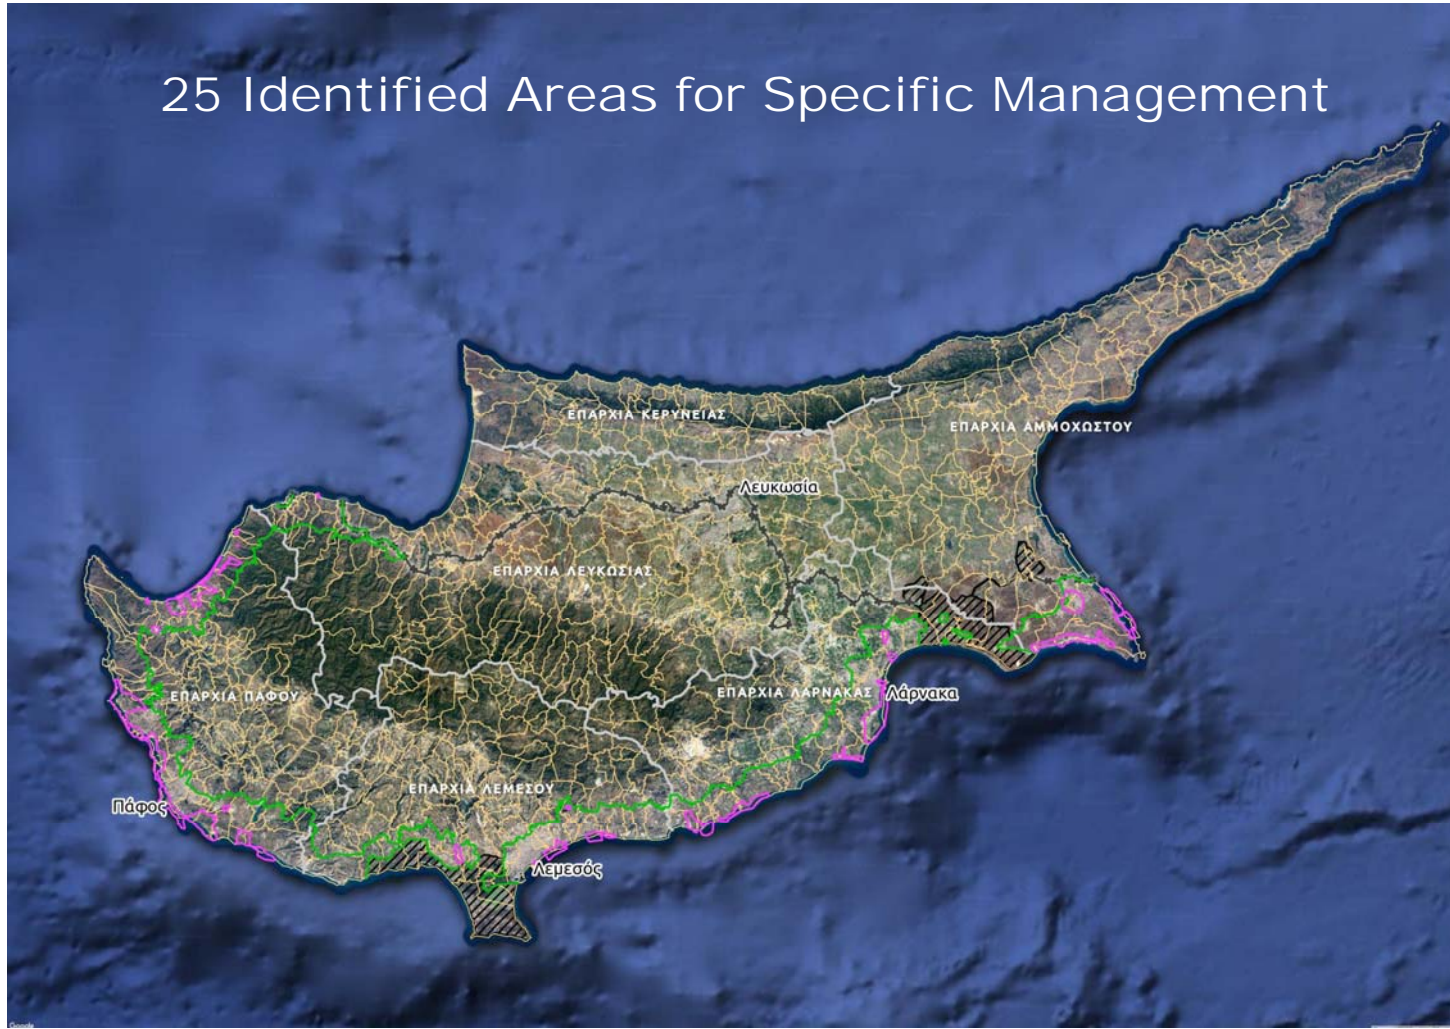 25 Identified Areas for Specific Management
ΕΠΑΡΧΙΑ ΚΕΡΥΝΕΙΑΣ
ΕΠΑΡΧΙΑ ΑΜΜΟΧΩΣΤΟΥ
Λευκωσία
ΕΠΑΡΧΙΑ ΛΕΥΚΩΣΙΑΣ
ΕΠΑΡΧΙΑ ΠΑΦΟΥ
ΕΠΑΡΧΙΑ ΛΑΡΝΑΚΑΣ
Λάρνακα
ΕΠΑΡΧΙΑ ΛΕΜΕΣΟΥ
Πάφος
Λεμεσός
Google